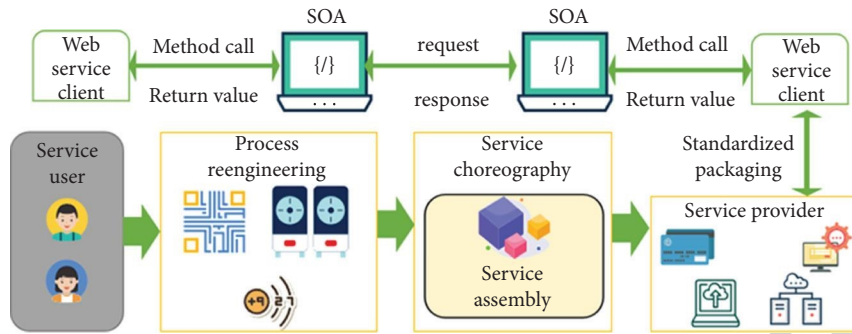 SOA
SOA
Web
service
client
Method call
Return value
{/}
...
request
response
{/}
...
Method call
Return value
Web
service
client
Standardized
packaging
Service
user
Process
reengineering
Service
choreography
Service
assembly
Service provider